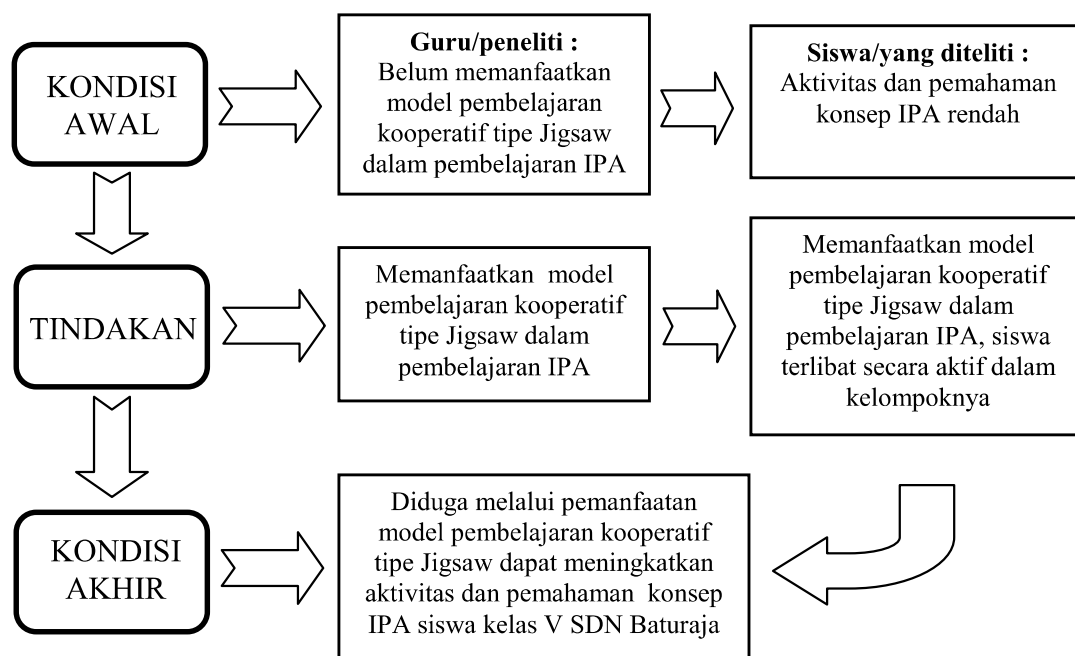 KONDISI
AWAL
Guru/peneliti :
Belum memanfaatkan
model pembelajaran
kooperatif tipe Jigsaw
dalam pembelajaran IPA
Siswa/yang diteliti :
Aktivitas dan pemahaman
konsep IPA rendah
TINDAKAN
Memanfaatkan model
pembelajaran kooperatif
tipe Jigsaw dalam
pembelajaran IPA
Memanfaatkan model
pembelajaran kooperatif
tipe Jigsaw dalam
pembelajaran IPA, siswa
terlibat secara aktif dalam
kelompoknya
KONDISI
AKHIR
Diduga melalui pemanfaatan
model pembelajaran kooperatif
tipe Jigsaw dapat meningkatkan
aktivitas dan pemahaman konsep
IPA siswa kelas V SDN Baturaja